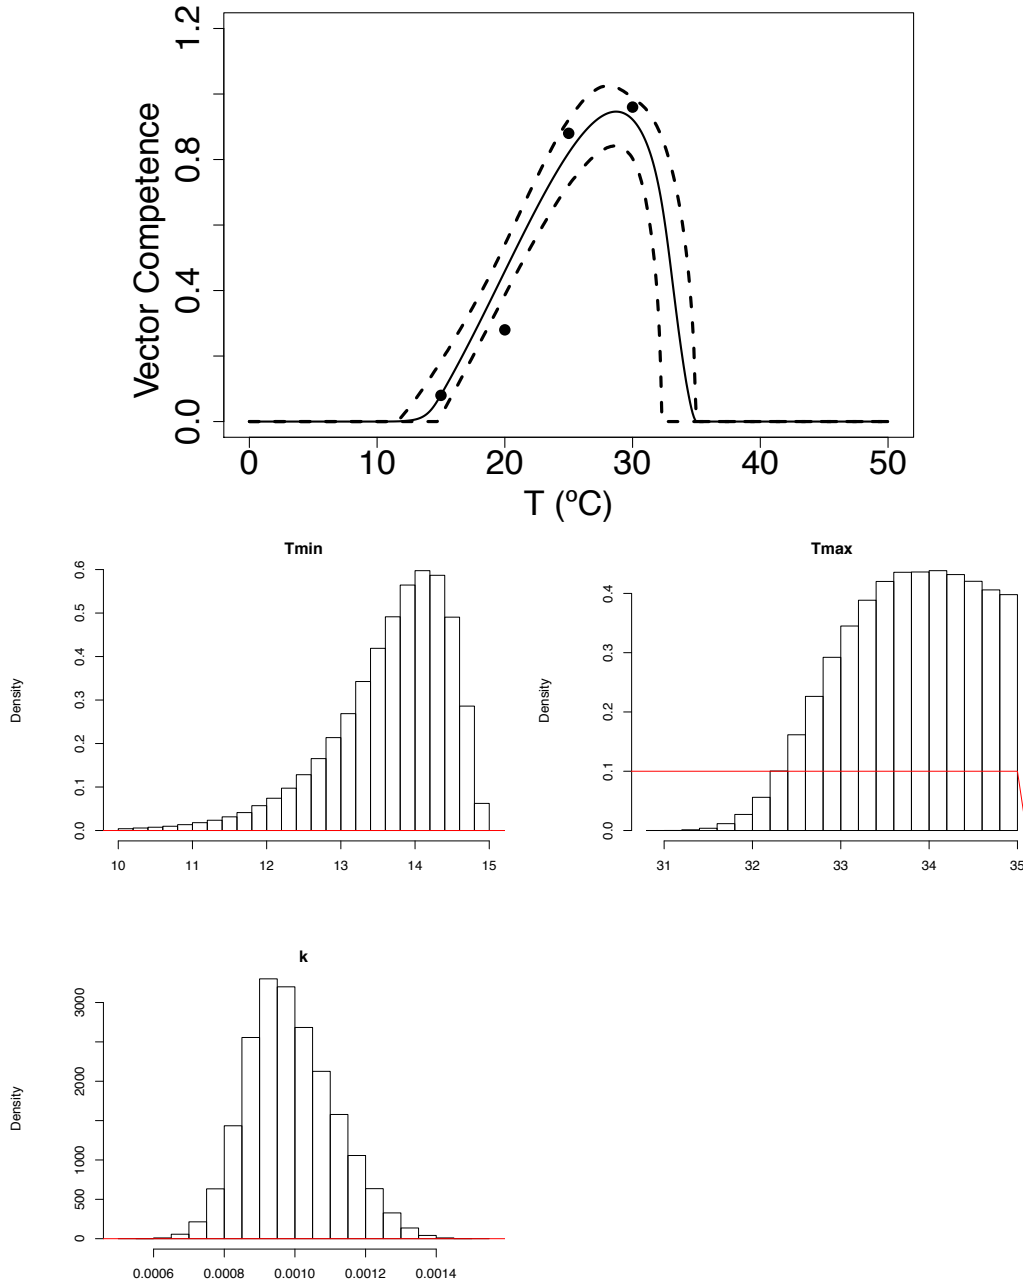 Vector Competence
0.0 0.4 0.8 1.2
0 10 20 30 40 50
T (ºC)
Tmin
Density
0.0 0.1 0.2 0.3 0.4 0.5 0.6
10 11 12 13 14 15
Tmax
Density
0.0 0.1 0.2 0.3 0.4
31 32 33 34 35
k
Density
0 500 1000 2000 3000
0.0006 0.0008 0.0010 0.0012 0.0014